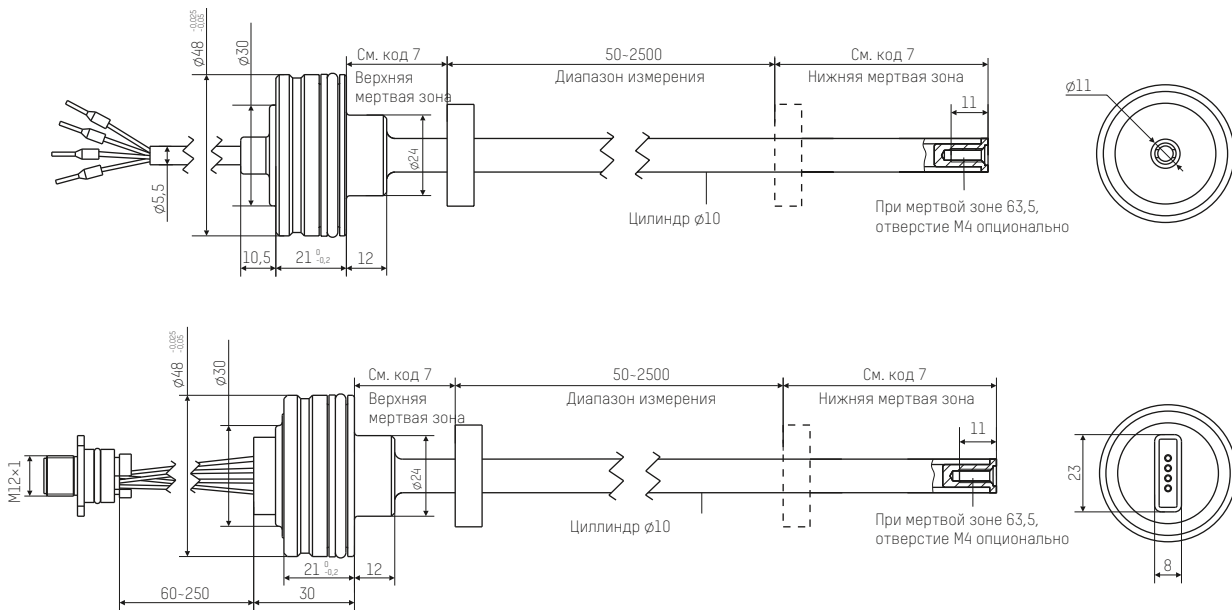 ø48 -0,025 -0,05
ø30
См. код 7
50~2500
См. код 7
Верхняя
мертвая зона
Диапазон измерения
Нижняя мертвая зона
11
ø11
ø24
ø5,5
Цилиндр ø10
При мертвой зоне 63,5,
отверстие М4 опционально
10,5
21 0 -0,2
12
ø48 -0,025 -0,05
ø30
См. код 7
50~2500
См. код 7
Верхняя
мертвая зона
Диапазон измерения
Нижняя мертвая зона
11
M12×1
ø24
23
Циллиндр ø10
При мертвой зоне 63,5,
отверстие М4 опционально
21 0 -0,2
12
8
60~250
30